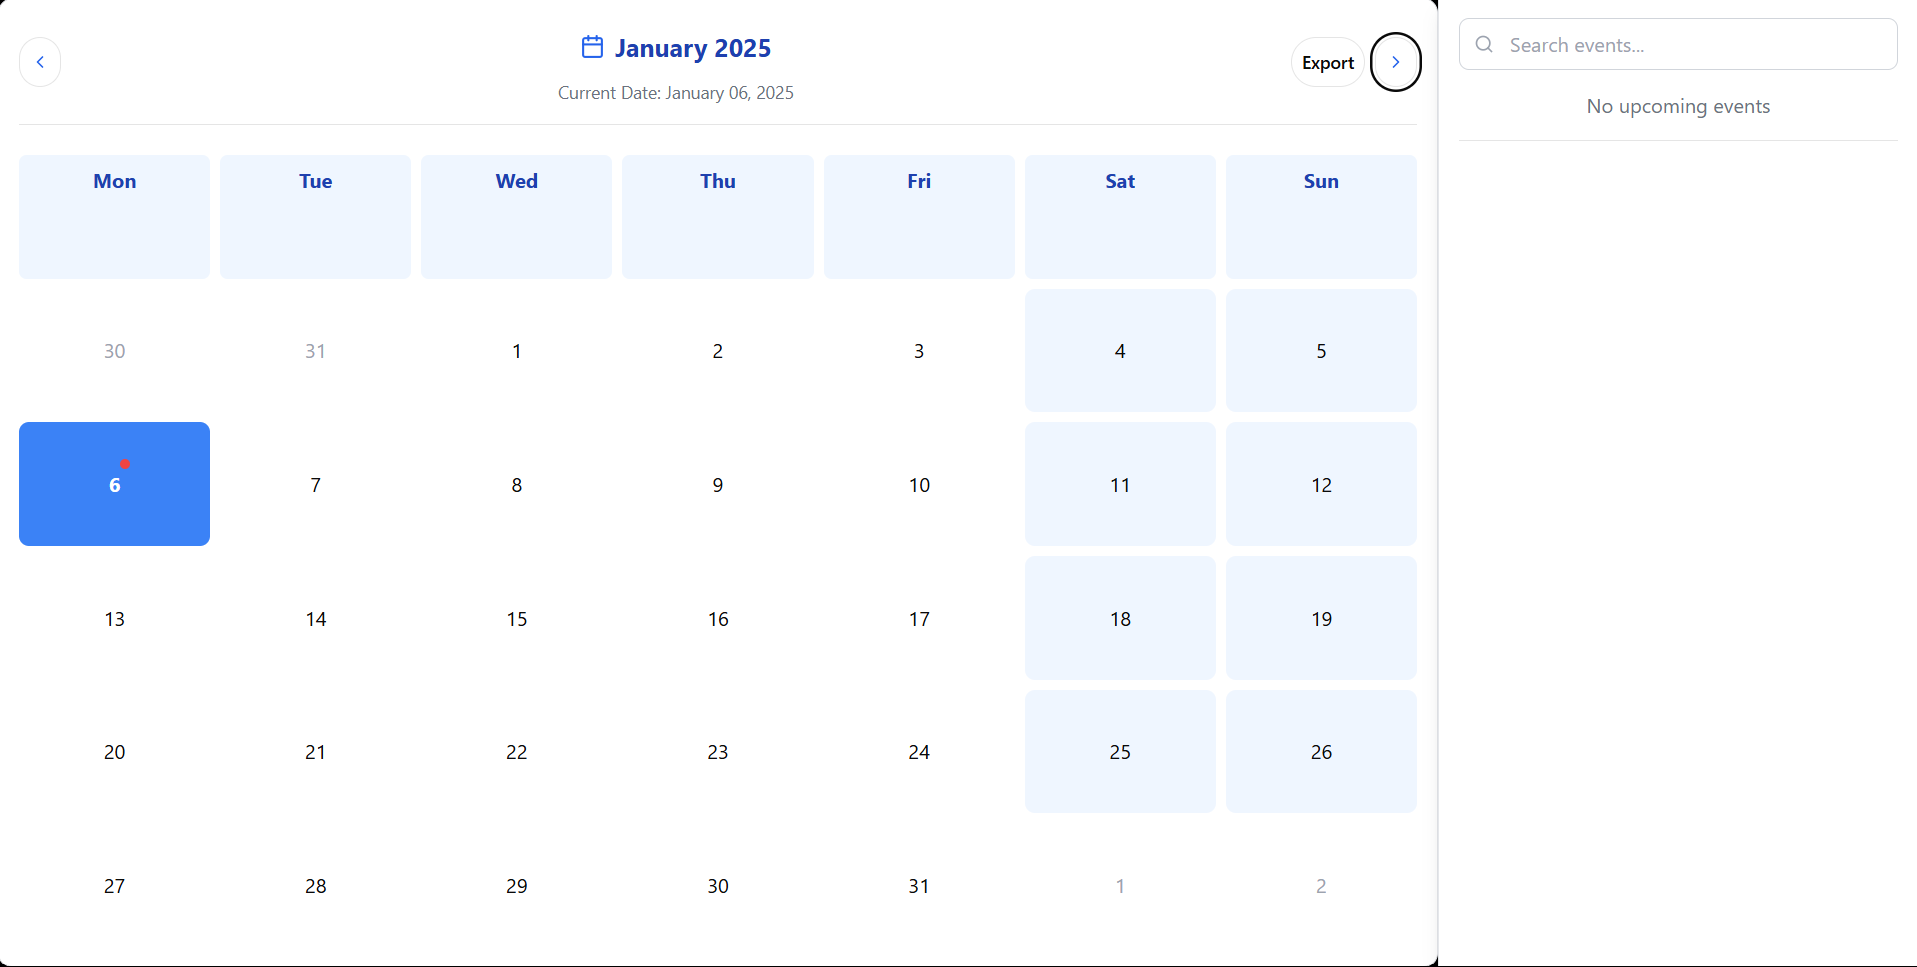 January 2025
Current Date: January 06, 2025
Export
Search events...
No upcoming events
Mon Tue Wed Thu Fri Sat Sun
30 31 1 2 3 4 5
6 7 8 9 10 11 12
13 14 15 16 17 18 19
20 21 22 23 24 25 26
27 28 29 30 31 1 2